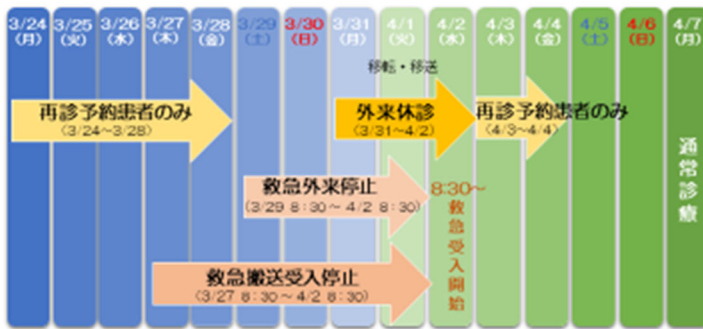 3/24 3/25 3/26 3/27 3/28 3/29 3/30 3/31 4/1 4/2 4/3 4/4 4/5 4/6 4/7
(月) (火) (水) (木) (金) (土) (日) (月) (火) (水) (木) (金) (土) (日) (月)
移転・移送
再診予約患者のみ
(3/24～3/28)
外来休診
(3/31～4/2)
再診予約患者のみ
(4/3～4/4)
救急外来停止
(3/29 8:30～4/2 8:30)
8:30～
救急受入開始
救急搬送受入停止
(3/27 8:30～4/2 8:30)
通常診療